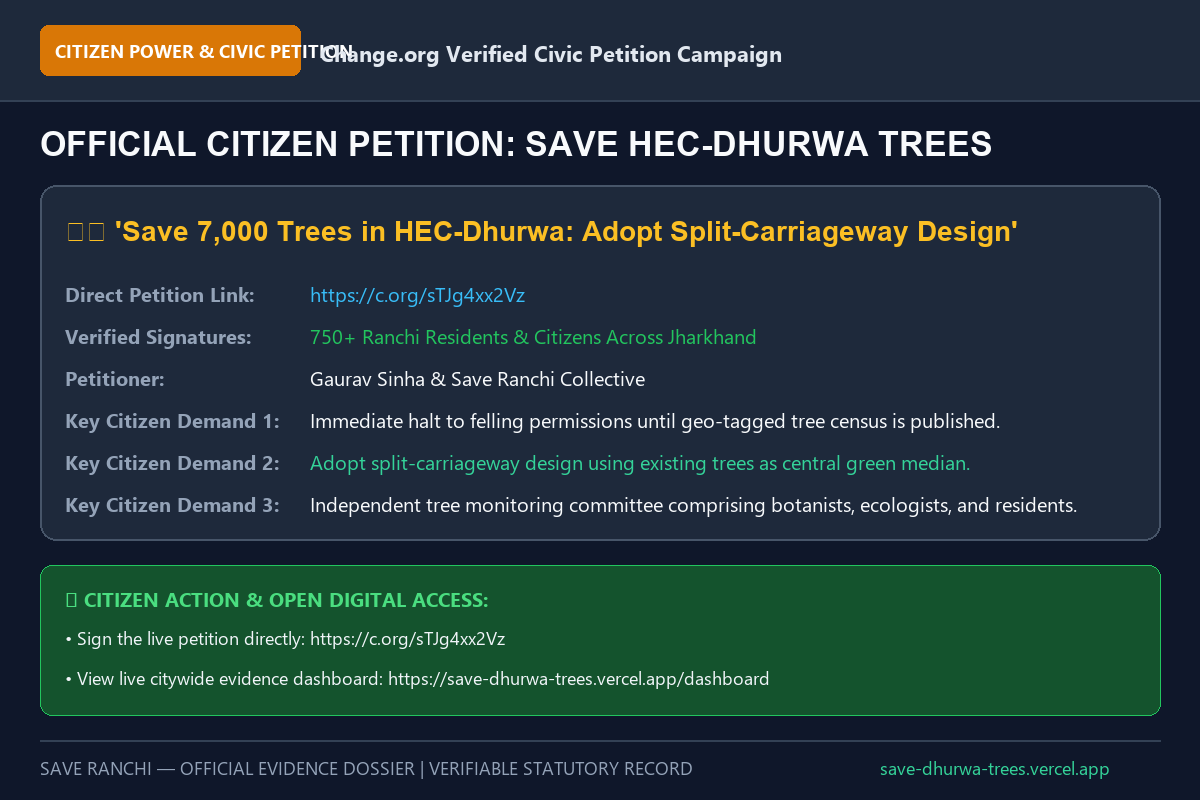 CITIZEN POWER & CIVIC PETITION
Change.org Verified Civic Petition Campaign
OFFICIAL CITIZEN PETITION: SAVE HEC-DHURWA TREES
'Save 7,000 Trees in HEC-Dhurwa: Adopt Split-Carriageway Design'
Direct Petition Link: https://c.org/sTJg4xx2Vz
Verified Signatures: 750+ Ranchi Residents & Citizens Across Jharkhand
Petitioner: Gaurav Sinha & Save Ranchi Collective
Key Citizen Demand 1: Immediate halt to felling permissions until geo-tagged tree census is published.
Key Citizen Demand 2: Adopt split-carriageway design using existing trees as central green median.
Key Citizen Demand 3: Independent tree monitoring committee comprising botanists, ecologists, and residents.
CITIZEN ACTION & OPEN DIGITAL ACCESS:
• Sign the live petition directly: https://c.org/sTJg4xx2Vz
• View live citywide evidence dashboard: https://save-dhurwa-trees.vercel.app/dashboard
SAVE RANCHI — OFFICIAL EVIDENCE DOSSIER | VERIFIABLE STATUTORY RECORD
save-dhurwa-trees.vercel.app